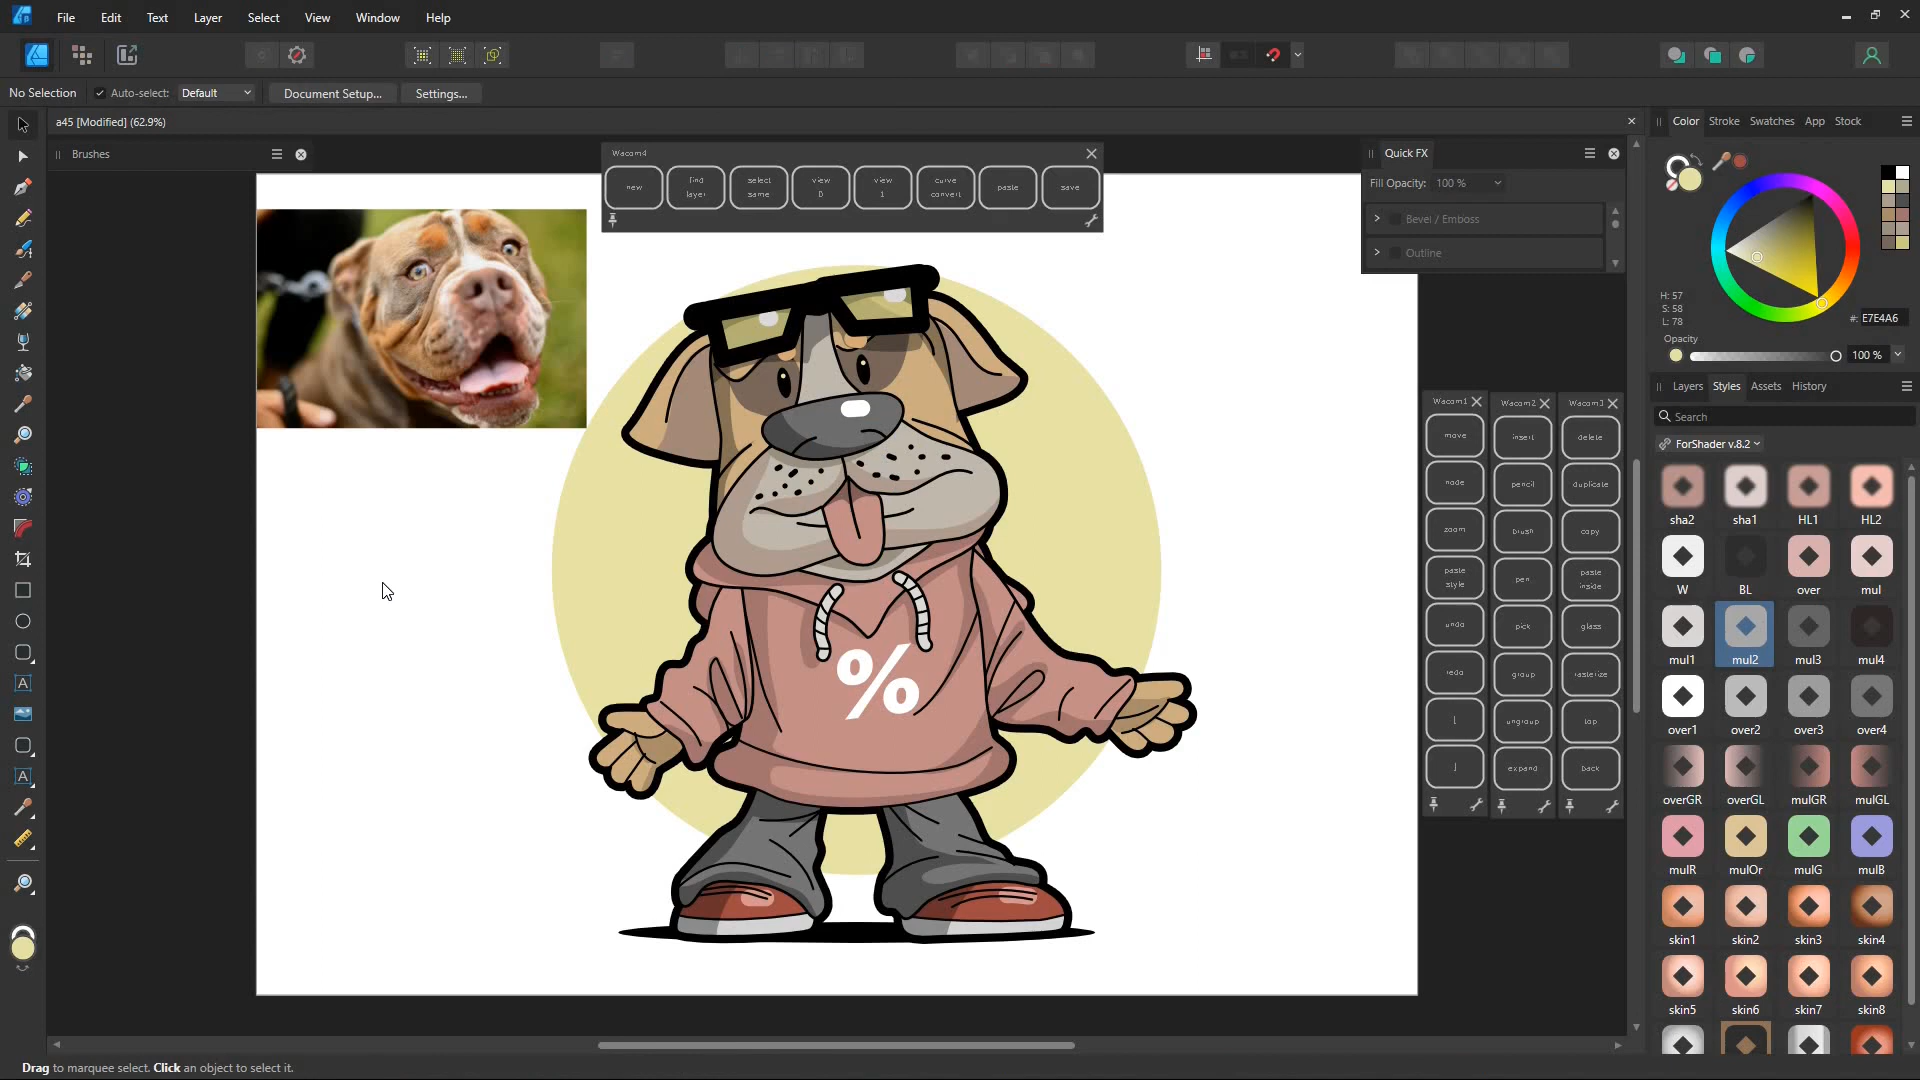 File Edit Text Layer Select View Window Help
No Selection Auto-select: Default Document Setup... Settings...
a45 [Modified] (62.9%)
Brushes
Wacom4
new find layer select same view 0 view 1 curve convert paste save
Quick FX
Fill Opacity: 100 %
Bevel / Emboss
Outline
Color Stroke Swatches App Stock
H: 57
S: 58
L: 78
#: E7E4A6
Opacity
100 %
Layers Styles Assets History
Search
ForShader v.8.2
sha2 sha1 HL1 HL2
W BL over mul
mul1 mul2 mul3 mul4
over1 over2 over3 over4
overGR overGL mulGR mulGL
mulR mulOr mulG mulB
skin1 skin2 skin3 skin4
skin5 skin6 skin7 skin8
Wacom1 Wacom2 Wacom3
move insert delete
node pencil duplicate
zoom brush copy
paste style pen paste inside
undo pick glass
redo group rasterize
[ ungroup top
] expand back
%
Drag to marquee select. Click an object to select it.